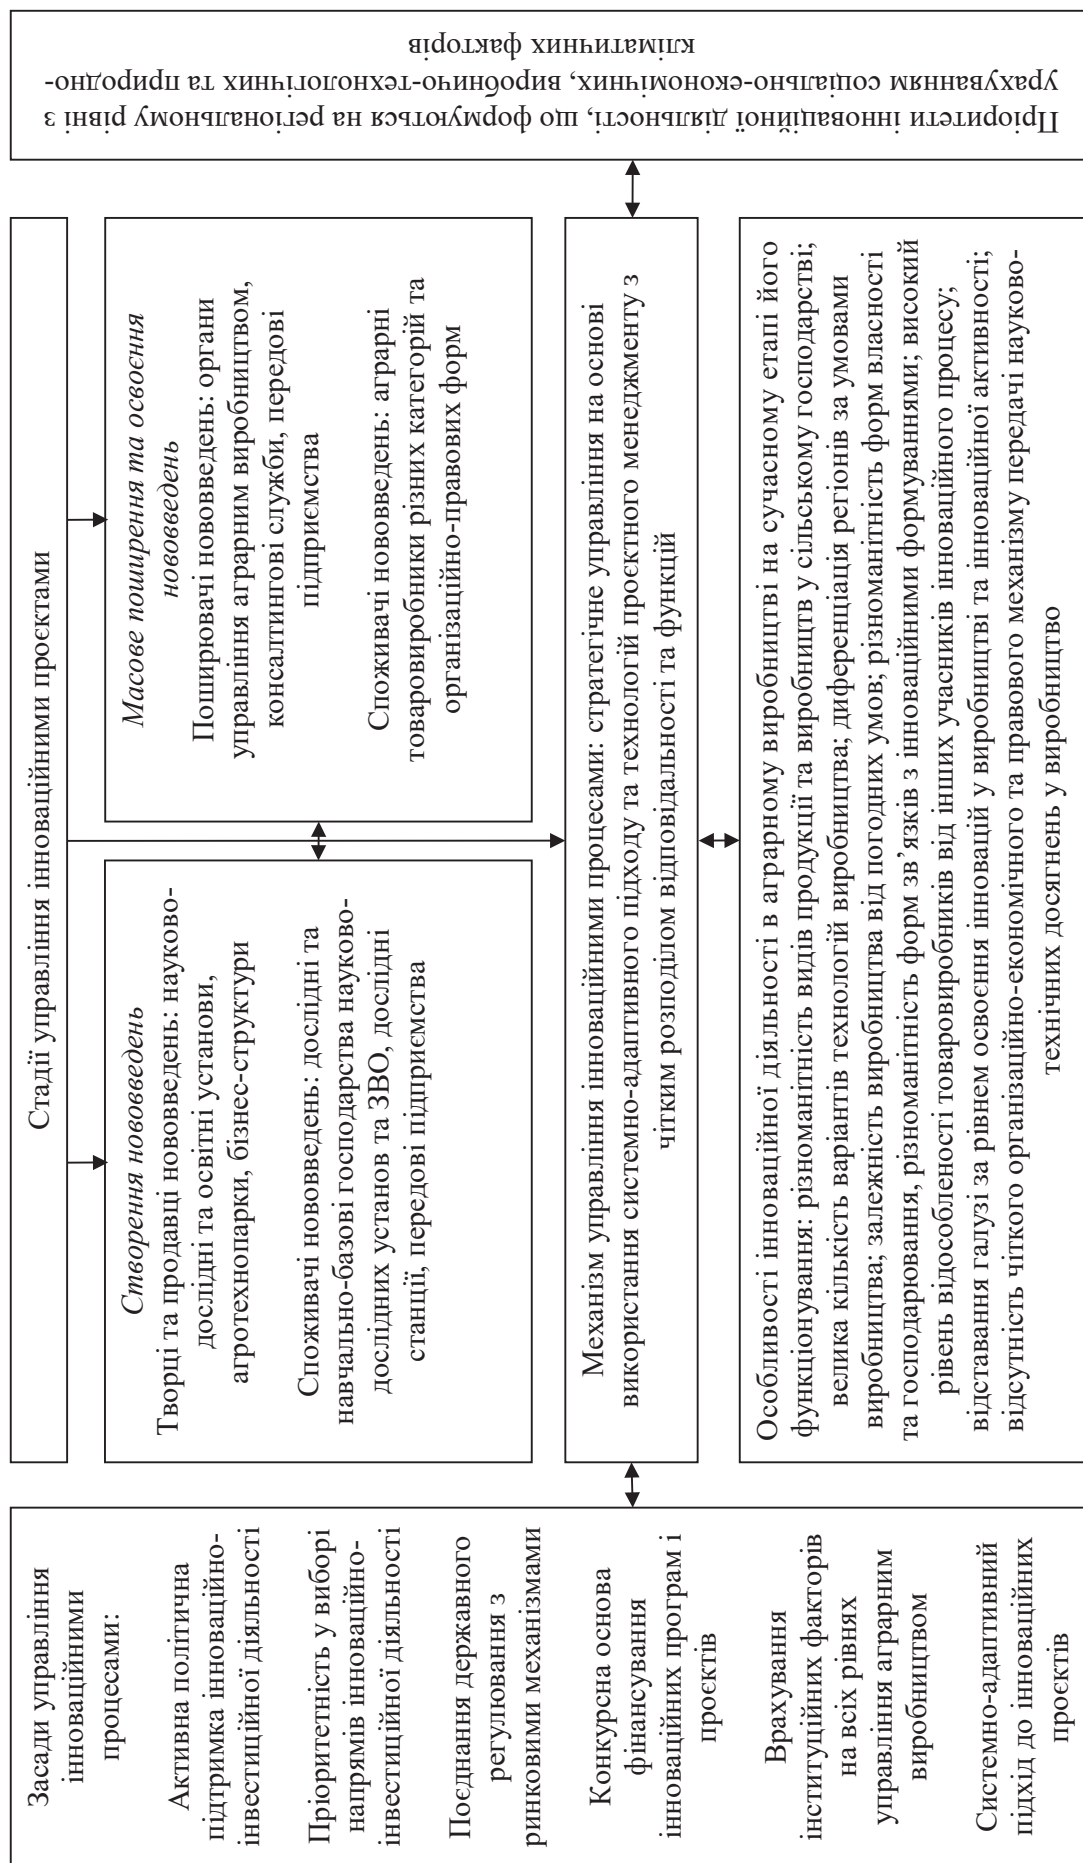 Засади управління
інноваційними
процесами:
Активна політична
підтримка інноваційно-
інвестиційної діяльності
Пріоритетність у виборі
напрямів інноваційно-
інвестиційної діяльності
Поєднання державного
регулювання з
ринковими механізмами
Конкурсна основа
фінансування
інноваційних програм і
проєктів
Врахування
інституційних факторів
на всіх рівнях
управління аграрним
виробництвом
Системно-адаптивний
підхід до інноваційних
проєктів
Стадії управління інноваційними проєктами
Створення нововведень
Творці та продавці нововведень: науково-
дослідні та освітні установи,
агротехнопарки, бізнес-структури
Споживачі нововведень: дослідні та
навчально-базові господарства науково-
дослідних установ та ЗВО, дослідні
станції, передові підприємства
Масове поширення та освоєння
нововведень
Поширювачі нововведень: органи
управління аграрним виробництвом,
консалтингові служби, передові
підприємства
Споживачі нововведень: аграрні
товаровиробники різних категорій та
організаційно-правових форм
Механізм управління інноваційними процесами: стратегічне управління на основі
використання системно-адаптивного підходу та технологій проєктного менеджменту з
чітким розподілом відповідальності та функцій
Особливості інноваційної діяльності в аграрному виробництві на сучасному етапі його
функціонування: різноманітність видів продукції та виробництв у сільському господарстві;
велика кількість варіантів технологій виробництва; диференціація регіонів за умовами
виробництва; залежність виробництва від погодних умов; різноманітність форм власності
та господарювання, різноманітність форм зв’язків з інноваційними формуваннями; високий
рівень відособленості товаровиробників від інших учасників інноваційного процесу;
відставання галузі за рівнем освоєння інновацій у виробництві та інноваційної активності;
відсутність чіткого організаційно-економічного та правового механізму передачі науково-
технічних досягнень у виробництво
Пріоритети інноваційної діяльності, що формуються на регіональному рівні з
урахуванням соціально-економічних, виробничо-технологічних та природно-
кліматичних факторів